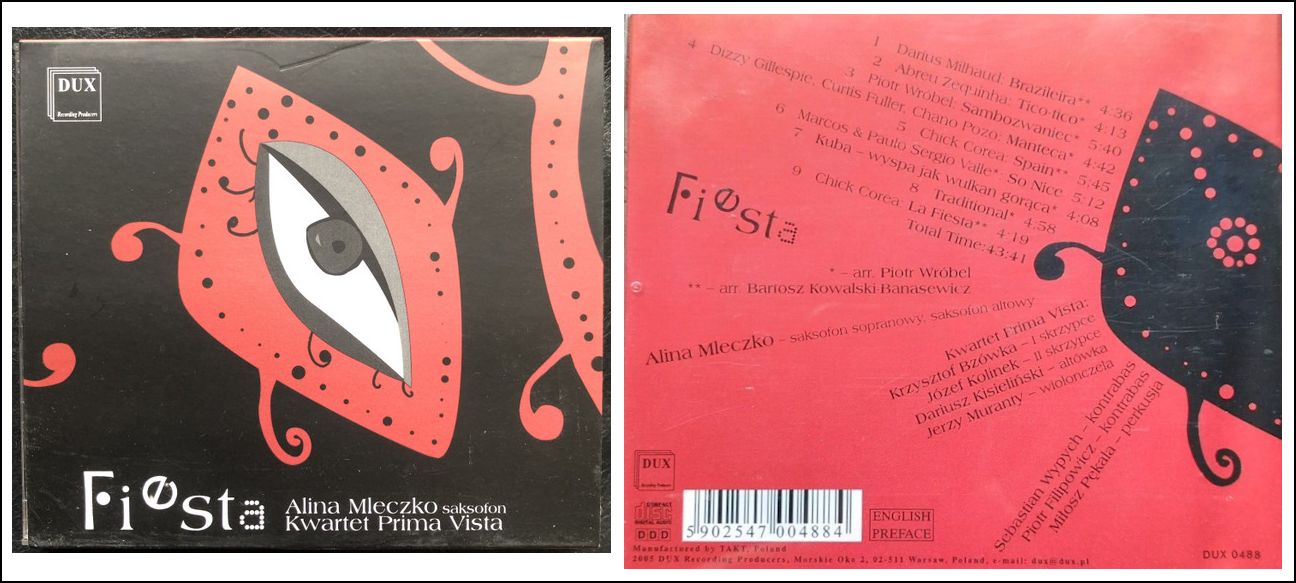 DUX
Recording Producers
Fiesta
Alina Mleczko saksofon
Kwartet Prima Vista
1 Darius Milhaud: Brazileira** 4:36
2 Abreu Zequinha: Tico-tico* 4:13
3 Piotr Wróbel: Sambozwaniec* 5:40
4 Dizzy Gillespie, Curtis Fuller, Chano Pozo: Manteca* 4:42
5 Chick Corea: Spain** 5:45
6 Marcos & Paulo Sergio Valle*: So Nice 5:12
7 Kuba – wyspa jak wulkan gorąca* 4:08
8 Traditional* 4:58
9 Chick Corea: La Fiesta** 4:19
Total Time:43:41
Fiesta
* – arr. Piotr Wróbel
** – arr. Bartosz Kowalski-Banasewicz
Alina Mleczko – saksofon sopranowy, saksofon altowy
Kwartet Prima Vista:
Krzysztof Bzówka – I skrzypce
Józef Kolinek – II skrzypce
Dariusz Kisieliński – altówka
Jerzy Muranty – wiolonczela
Sebastian Wypych – kontrabas
Piotr Filipowicz – kontrabas
Miłosz Pękala – perkusja
DUX
Recording Producers
COMPACT
disc
DIGITAL AUDIO
DDD
5 902547 004884
ENGLISH
PREFACE
Manufactured by TAKT, Poland
2005 DUX Recording Producers, Morskie Oko 2, 02-511 Warsaw, Poland, e-mail: dux@dux.pl
DUX 0488